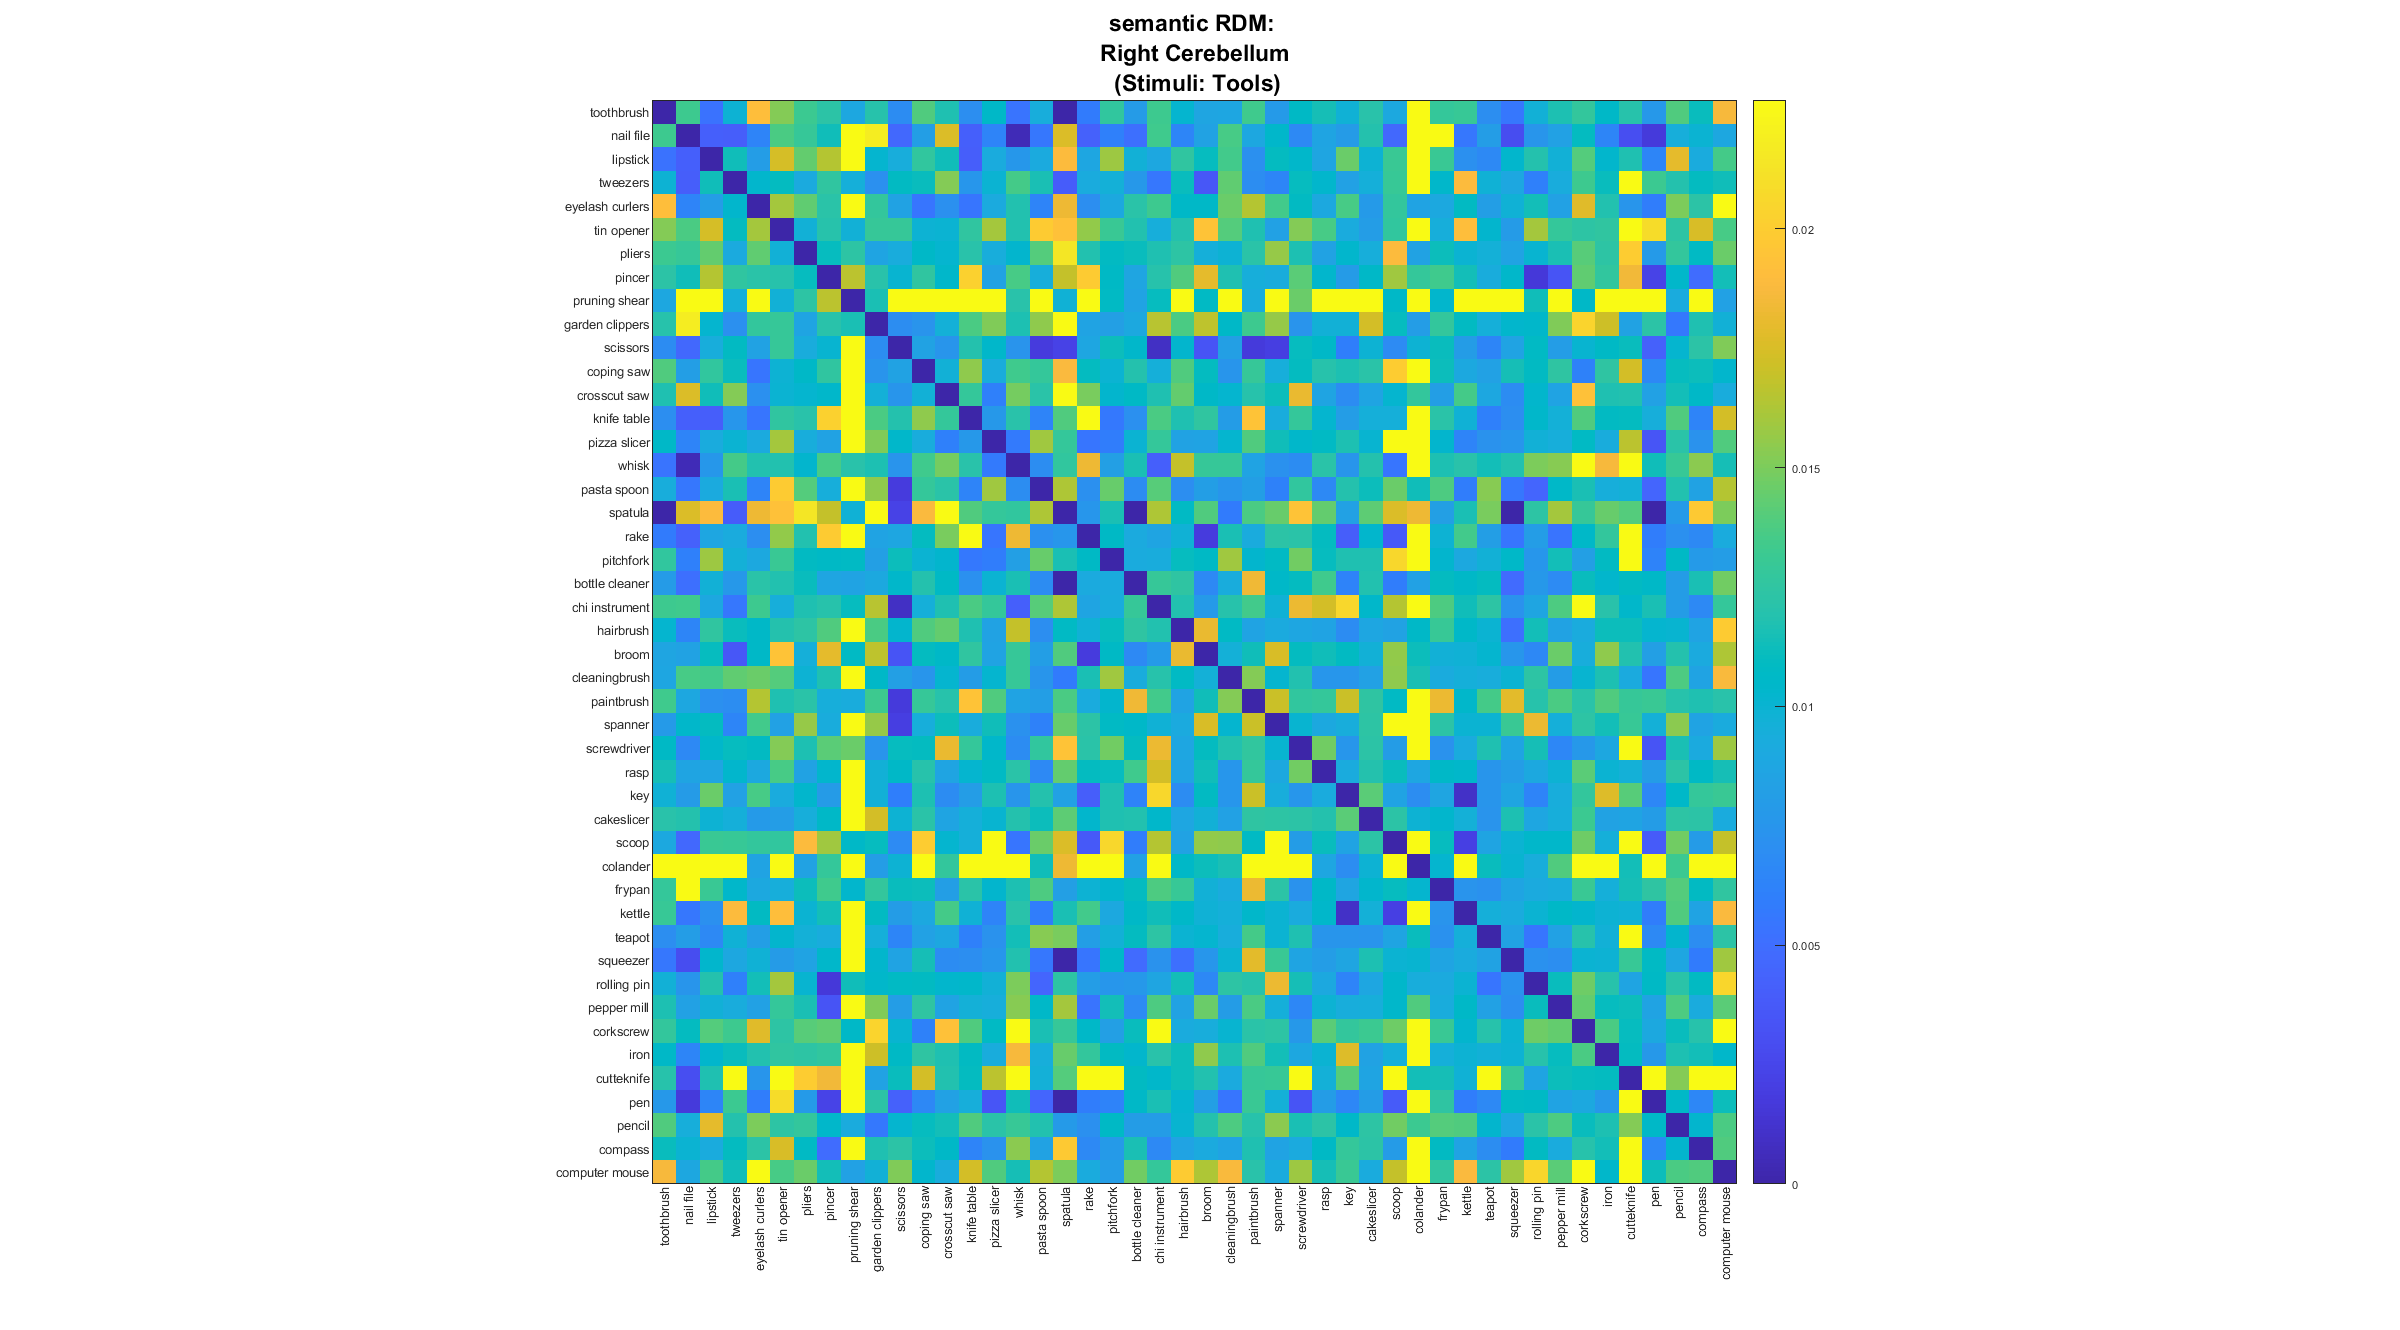 semantic RDM:
Right Cerebellum
(Stimuli: Tools)
toothbrush
nail file
lipstick
tweezers
eyelash curlers
tin opener
pliers
pincer
pruning shear
garden clippers
scissors
coping saw
crosscut saw
knife table
pizza slicer
whisk
pasta spoon
spatula
rake
pitchfork
bottle cleaner
chi instrument
hairbrush
broom
cleaningbrush
paintbrush
spanner
screwdriver
rasp
key
cakeslicer
scoop
colander
frypan
kettle
teapot
squeezer
rolling pin
pepper mill
corkscrew
iron
cutteknife
pen
pencil
compass
computer mouse
0.02
0.015
0.01
0.005
0
toothbrush
nail file
lipstick
tweezers
eyelash curlers
tin opener
pliers
pincer
pruning shear
garden clippers
scissors
coping saw
crosscut saw
knife table
pizza slicer
whisk
pasta spoon
spatula
rake
pitchfork
bottle cleaner
chi instrument
hairbrush
broom
cleaningbrush
paintbrush
spanner
screwdriver
rasp
key
cakeslicer
scoop
colander
frypan
kettle
teapot
squeezer
rolling pin
pepper mill
corkscrew
iron
cutteknife
pen
pencil
compass
computer mouse